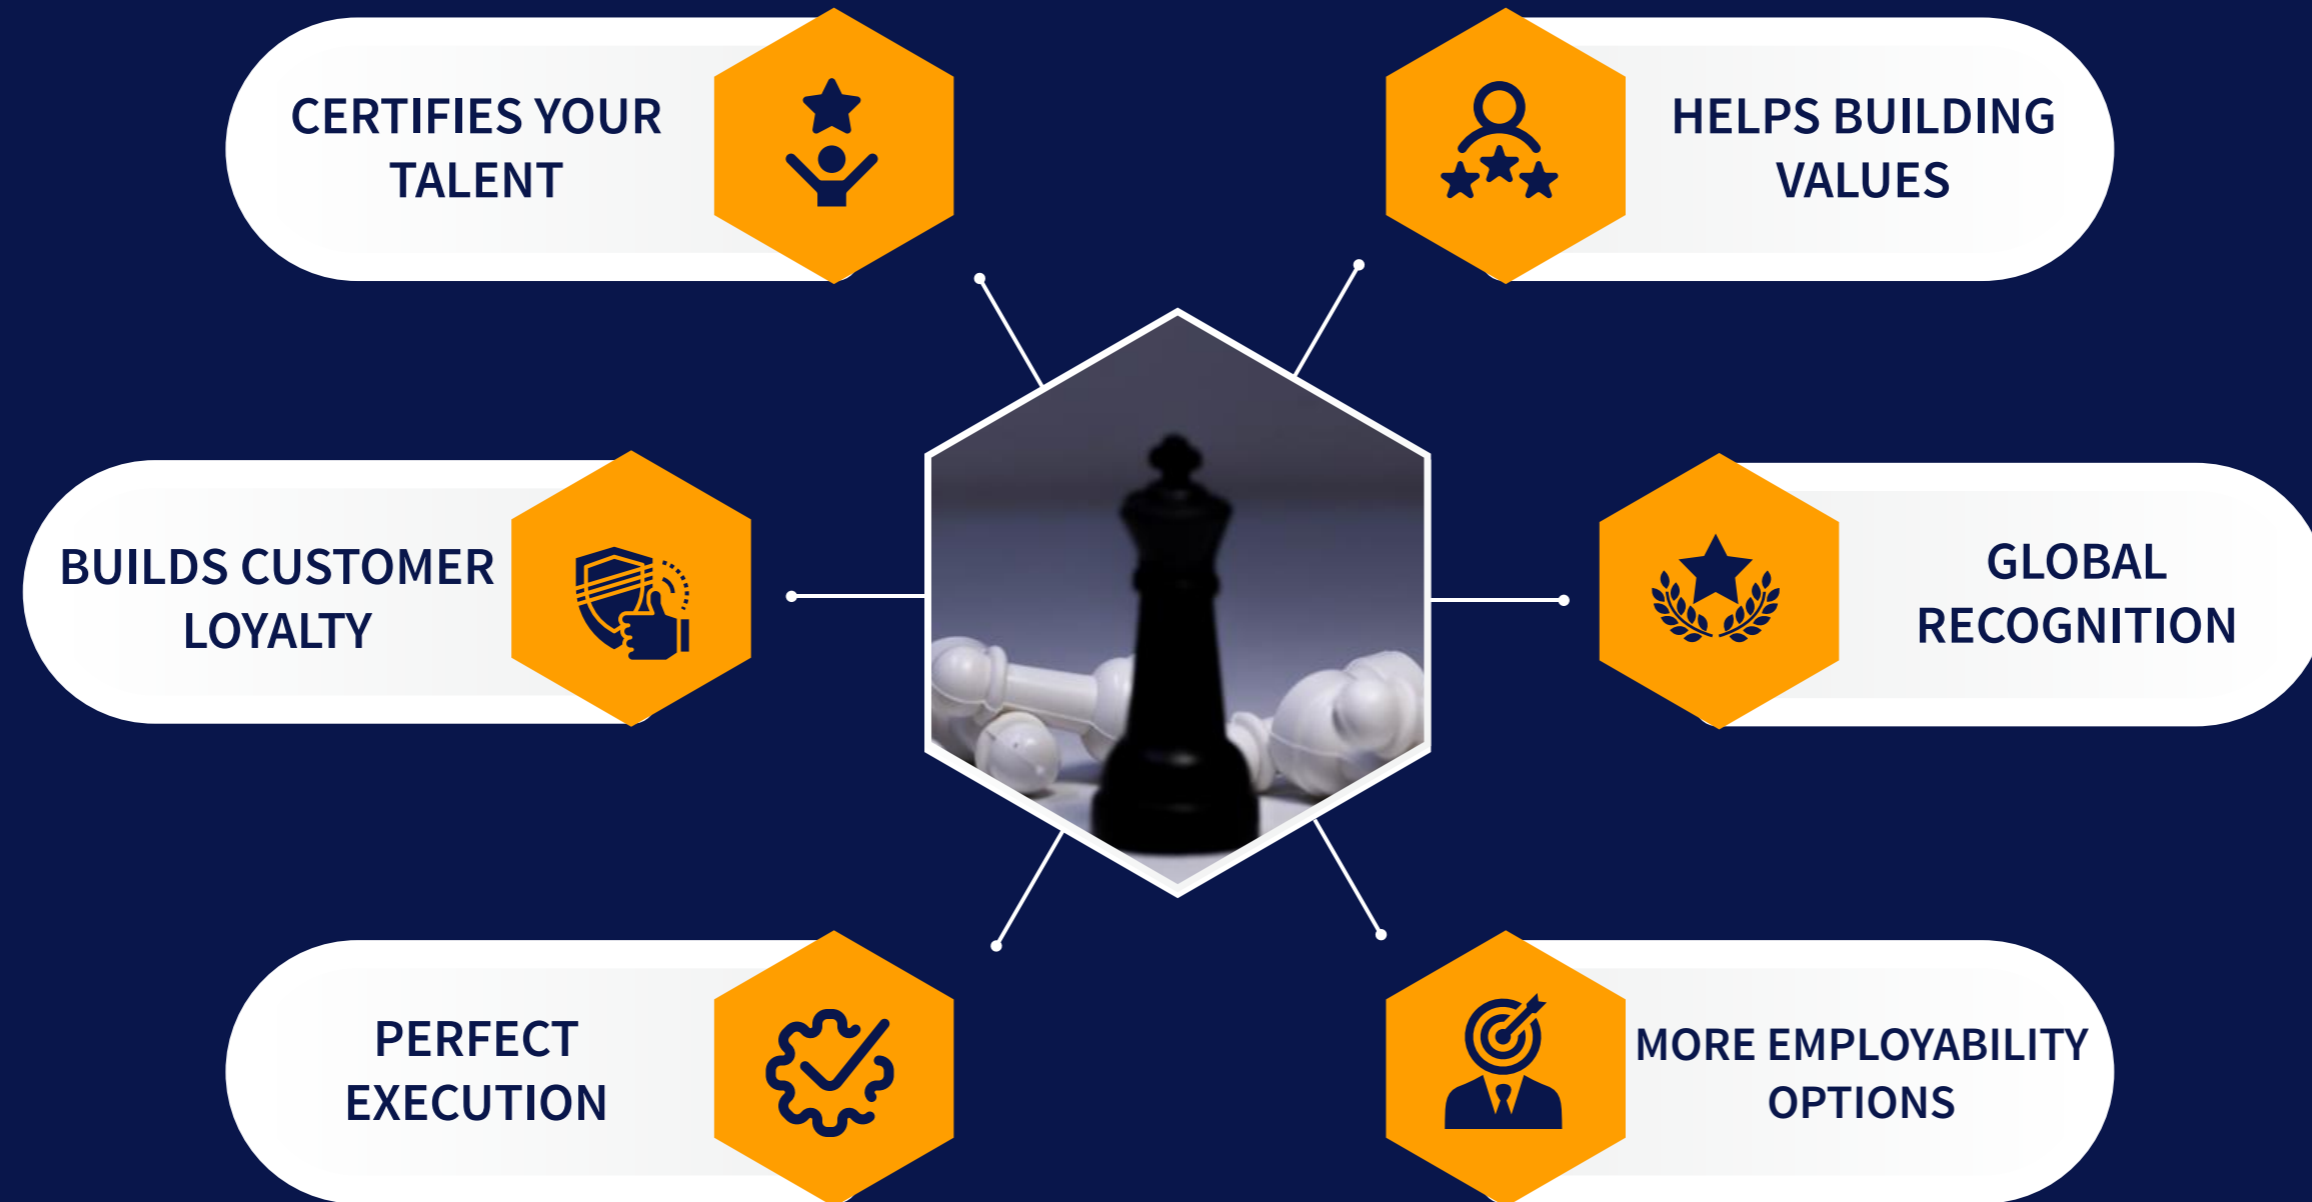 CERTIFIES YOUR
TALENT
HELPS BUILDING
VALUES
BUILDS CUSTOMER
LOYALTY
GLOBAL
RECOGNITION
PERFECT
EXECUTION
MORE EMPLOYABILITY
OPTIONS